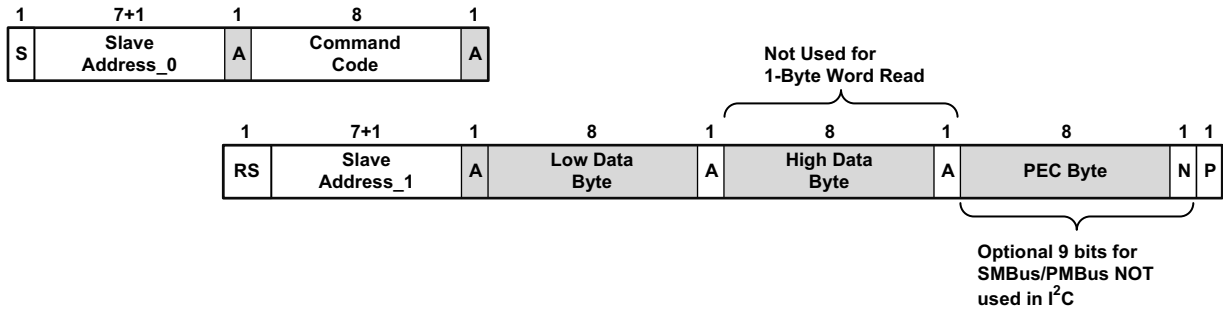 1 7+1 1 8 1
S Slave Address_0 A Command Code A
Not Used for
1-Byte Word Read
1 7+1 1 8 1 8 1 8 1 1
RS Slave Address_1 A Low Data Byte A High Data Byte A PEC Byte N P
Optional 9 bits for
SMBus/PMBus NOT
used in I²C